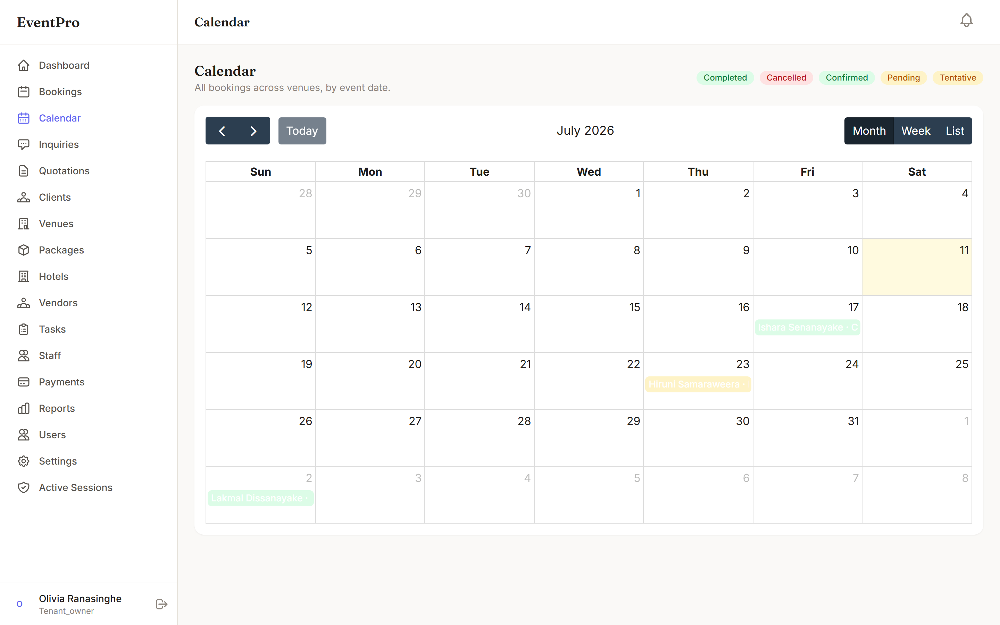 EventPro
Calendar
Dashboard
Bookings
Calendar
Inquiries
Quotations
Clients
Venues
Packages
Hotels
Vendors
Tasks
Staff
Payments
Reports
Users
Settings
Active Sessions
O
Olivia Ranasinghe
Tenant_owner
Calendar
All bookings across venues, by event date.
Completed Cancelled Confirmed Pending Tentative
Today
July 2026
Month Week List
Sun Mon Tue Wed Thu Fri Sat
28 29 30 1 2 3 4
5 6 7 8 9 10 11
12 13 14 15 16 17 18
Ishara Senanayake · C
19 20 21 22 23 24 25
Hiruni Samaraweera ·
26 27 28 29 30 31 1
2 3 4 5 6 7 8
Lakmal Dissanayake ·